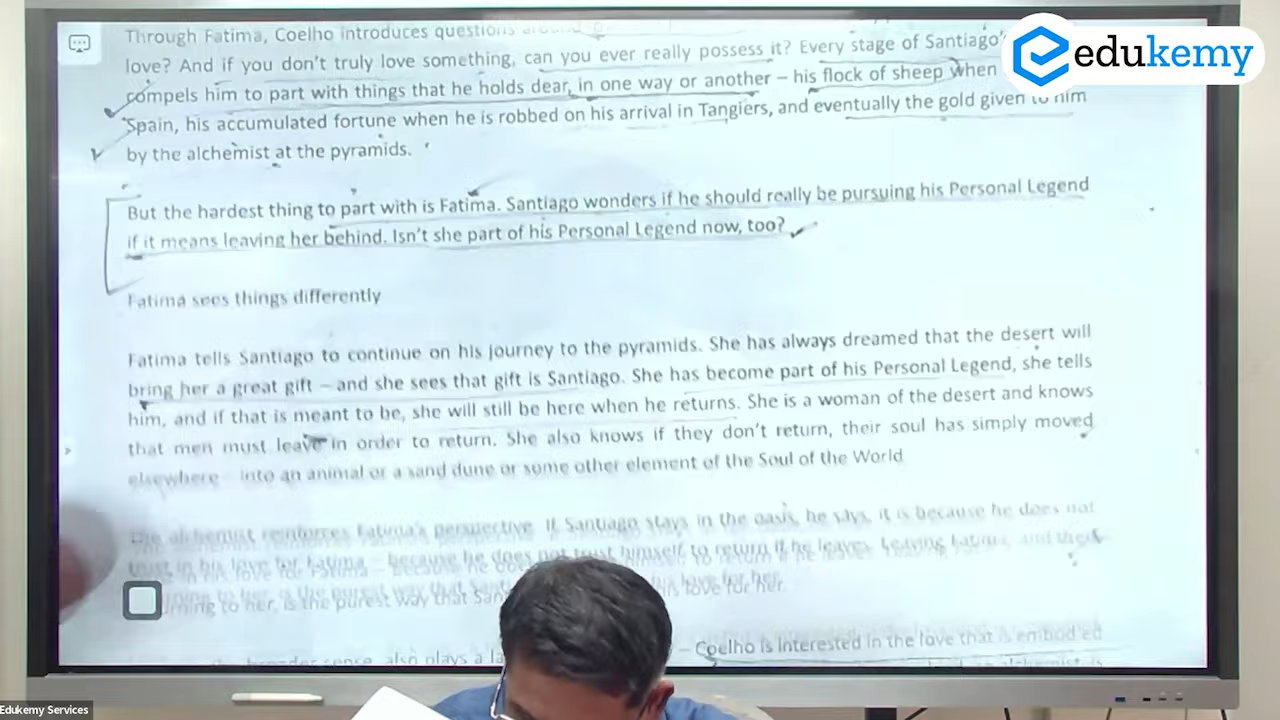 Through Fatima, Coelho introduces questions around
love? And if you don't truly love something, can you ever really possess it? Every stage of Santiago's
compels him to part with things that he holds dear, in one way or another – his flock of sheep when
Spain, his accumulated fortune when he is robbed on his arrival in Tangiers, and eventually the gold given to him
by the alchemist at the pyramids.
But the hardest thing to part with is Fatima. Santiago wonders if he should really be pursuing his Personal Legend
if it means leaving her behind. Isn't she part of his Personal Legend now, too?
Fatima sees things differently
Fatima tells Santiago to continue on his journey to the pyramids. She has always dreamed that the desert will
bring her a great gift – and she sees that gift is Santiago. She has become part of his Personal Legend, she tells
him, and if that is meant to be, she will still be here when he returns. She is a woman of the desert and knows
that men must leave in order to return. She also knows if they don't return, their soul has simply moved
elsewhere into an animal or a sand dune or some other element of the Soul of the World
The alchemist reinforces Fatima's perspective. If Santiago stays in the oasis, he says, it is because he does not
trust in his love for Fatima – because he does not trust himself to return if he leaves. Leaving Fatima, and then
to her, is the purest way that his love for her.
sense, also plays a – Coelho is interested in the love that is embodied
edukemy
Edukemy Services